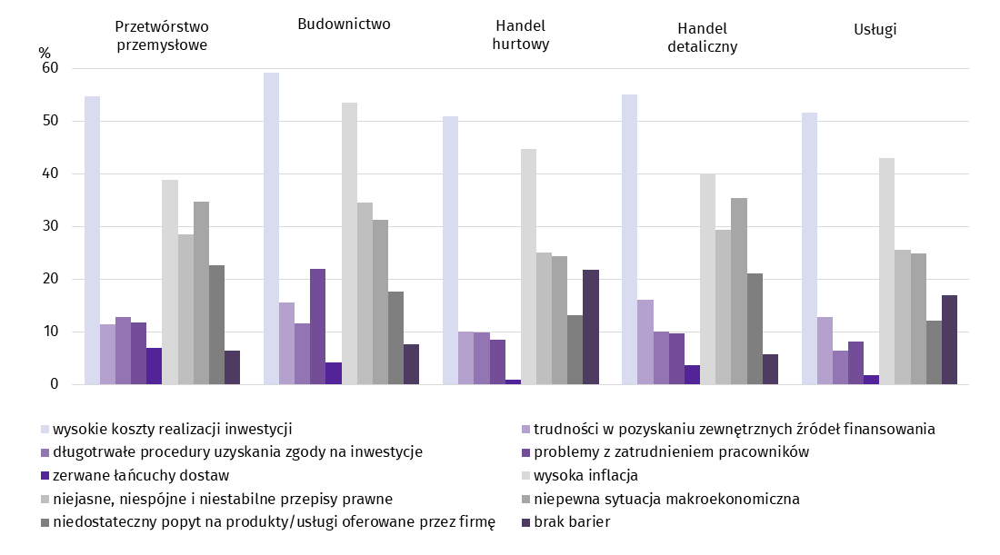 Przetwórstwo
przemysłowe
Budownictwo
Handel
hurtowy
Handel
detaliczny
Usługi
%
60
50
40
30
20
10
0
wysokie koszty realizacji inwestycji
trudności w pozyskaniu zewnętrznych źródeł finansowania
długotrwałe procedury uzyskania zgody na inwestycje
problemy z zatrudnieniem pracowników
zerwane łańcuchy dostaw
wysoka inflacja
niejasne, niespójne i niestabilne przepisy prawne
niepewna sytuacja makroekonomiczna
niedostateczny popyt na produkty/usługi oferowane przez firmę
brak barier